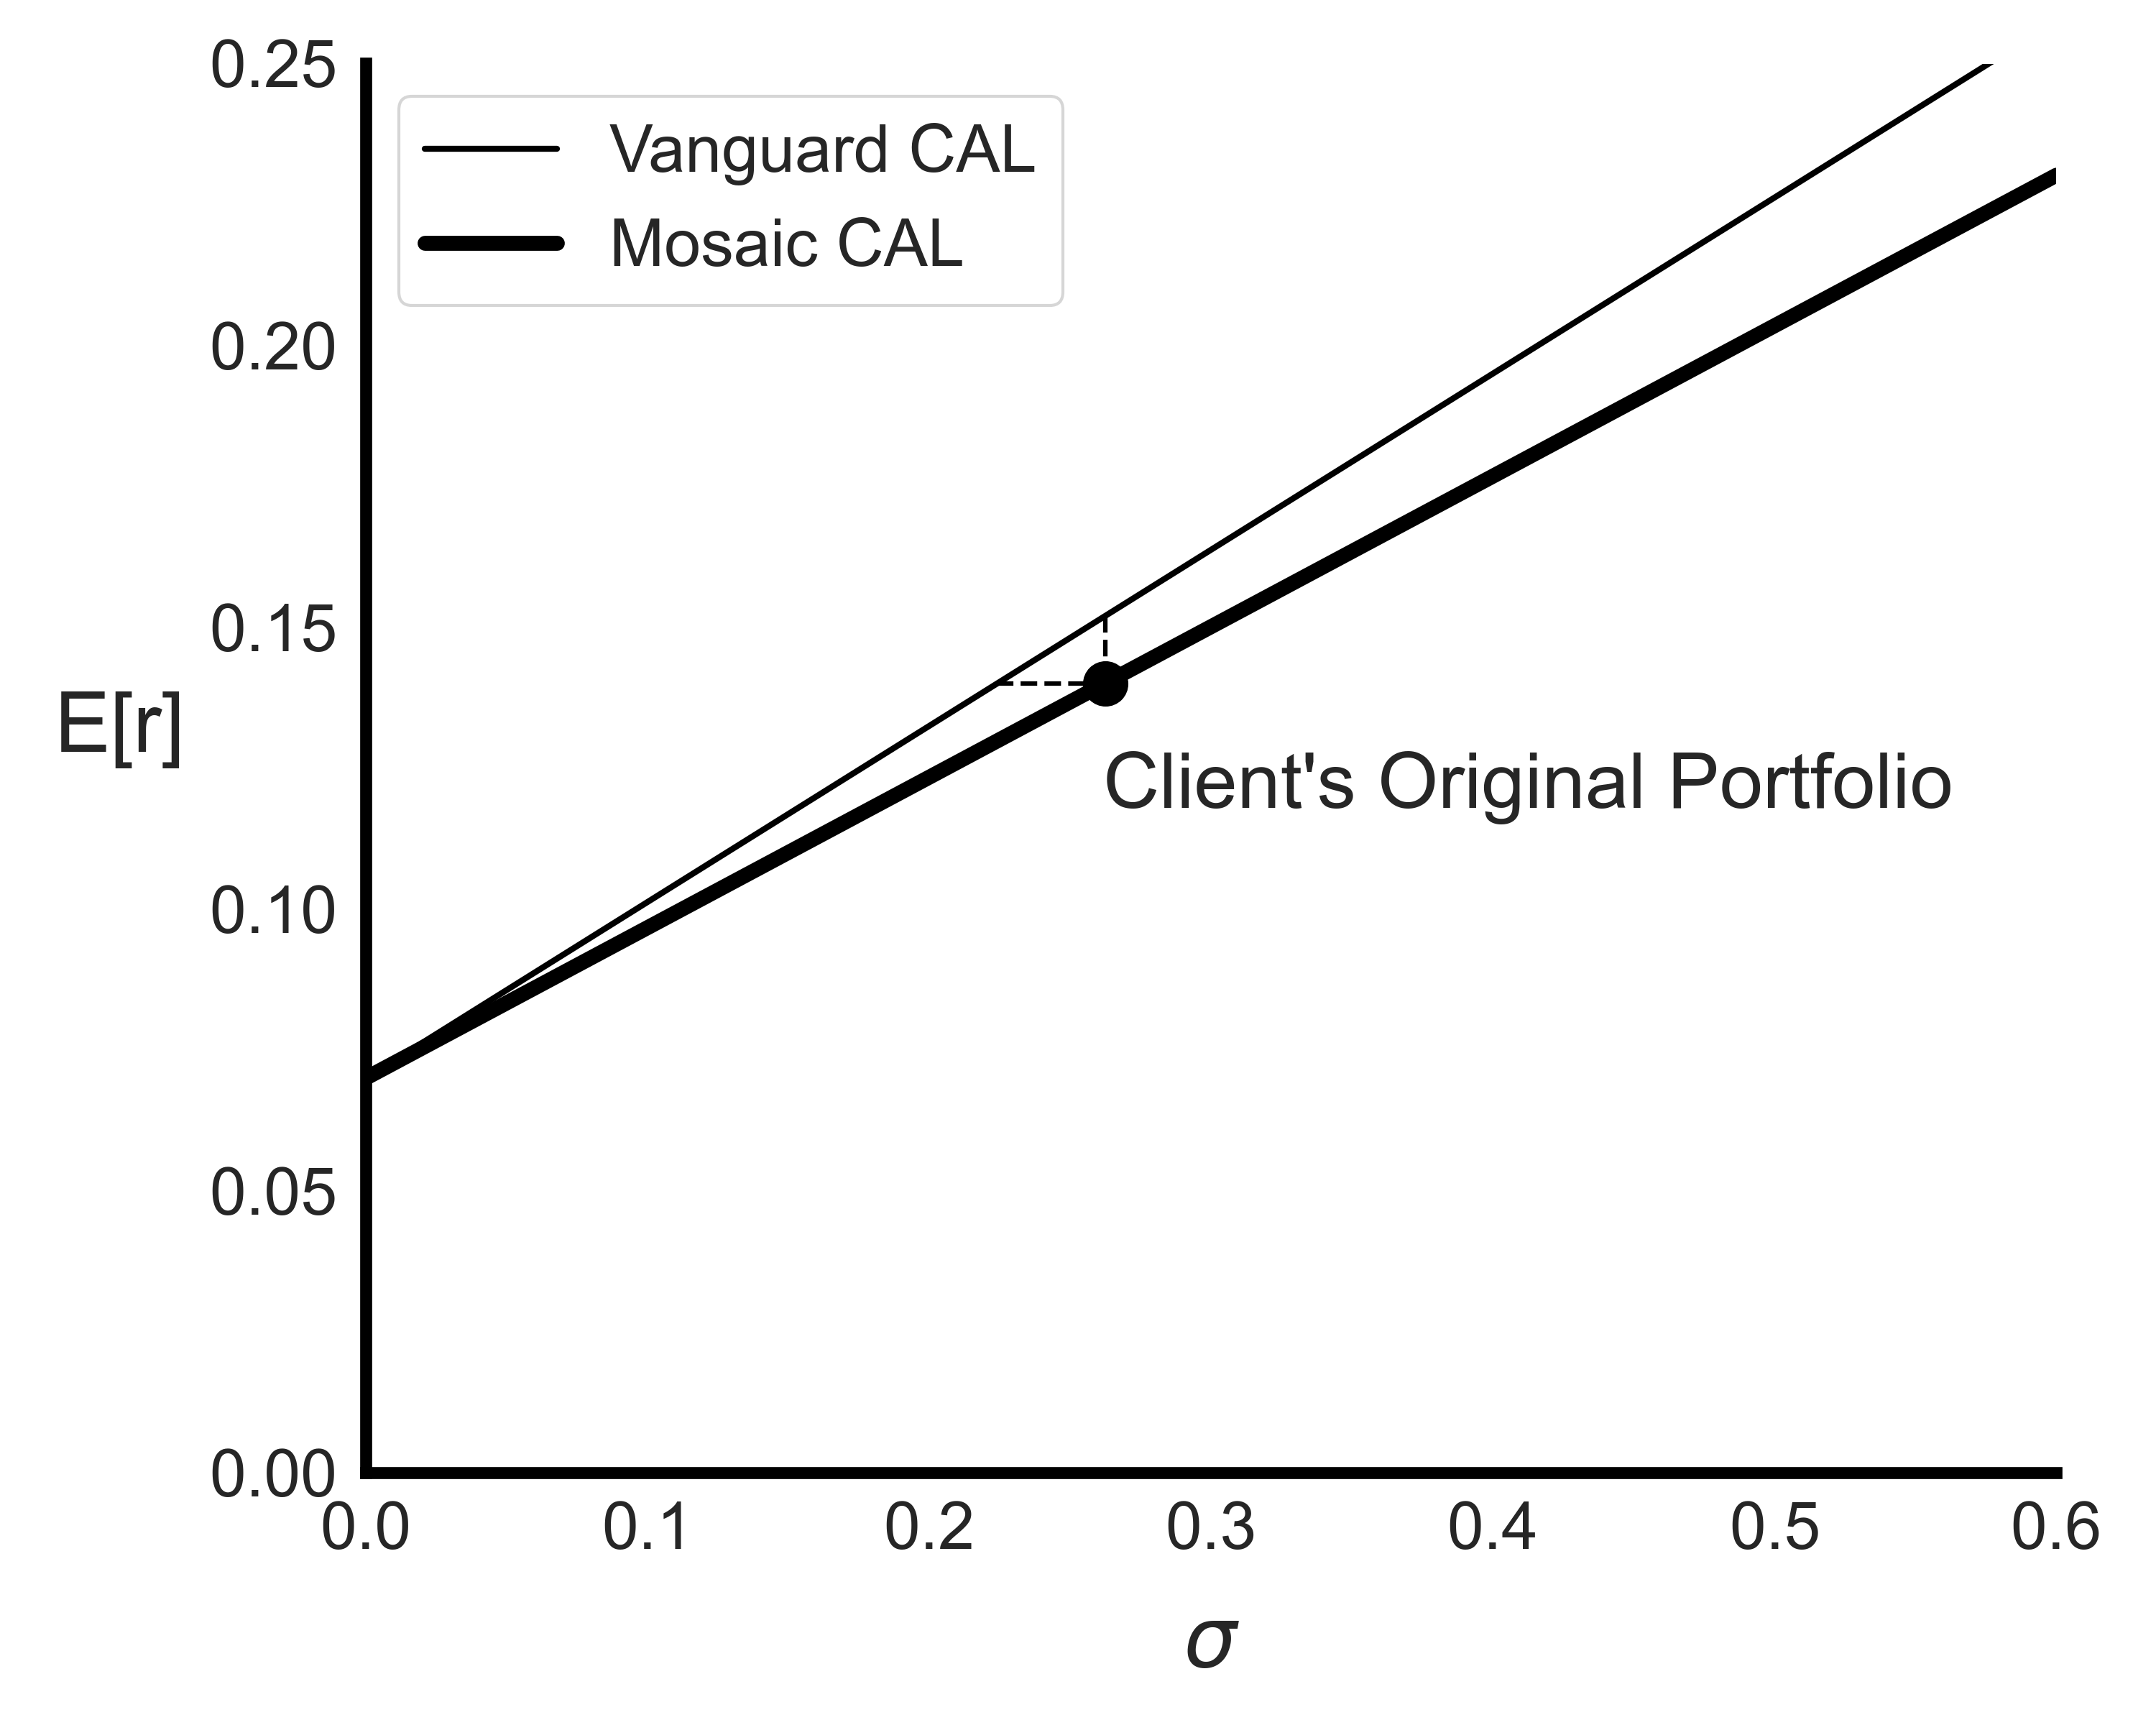 0.25
Vanguard CAL
Mosaic CAL
0.20
0.15
E[r]
Client's Original Portfolio
0.10
0.05
0.00
0.0 0.1 0.2 0.3 0.4 0.5 0.6
σ